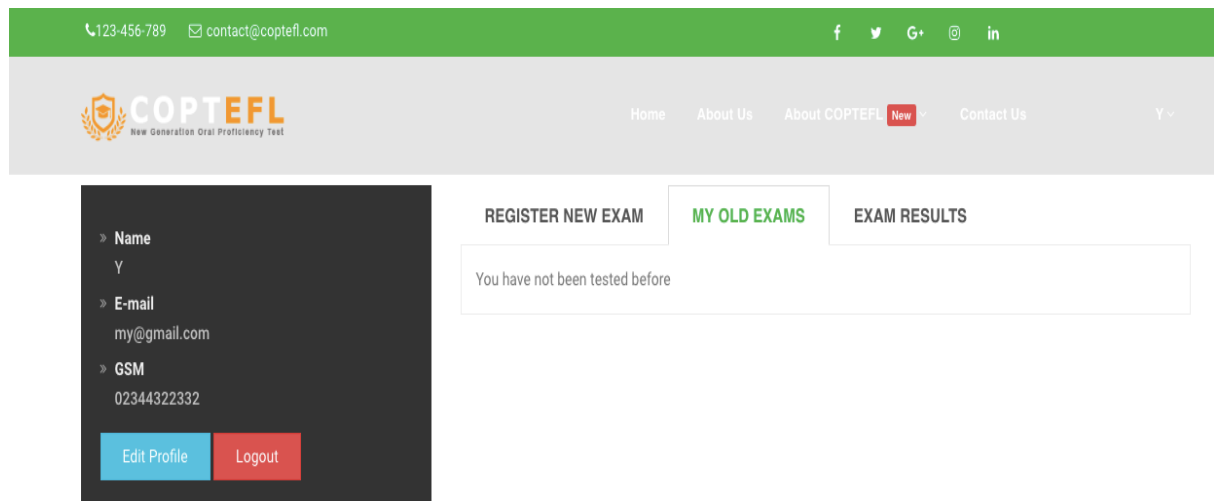 123-456-789 contact@coptefl.com
COPTEFL
New Generation Oral Proficiency Test
Home About Us About COPTEFL New Contact Us Y
REGISTER NEW EXAM MY OLD EXAMS EXAM RESULTS
You have not been tested before
Name
Y
E-mail
my@gmail.com
GSM
02344322332
Edit Profile Logout